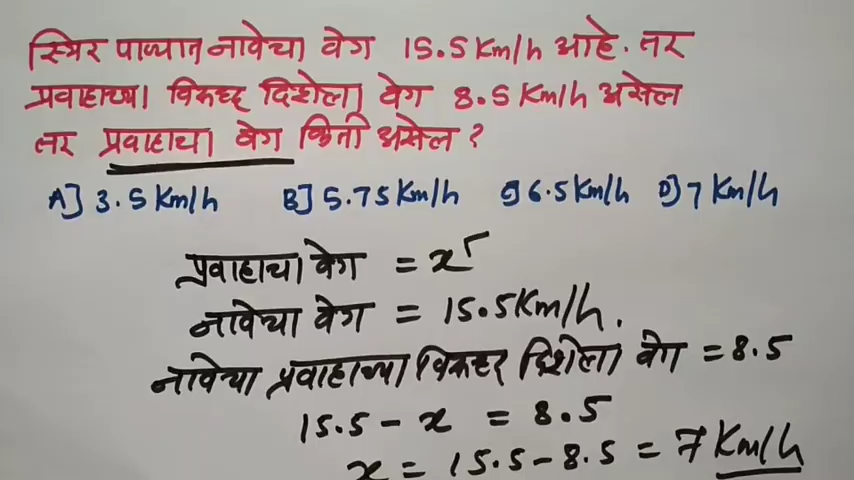 स्थिर पाण्यात नावेचा वेग 15.5 Km/h आहे. तर
प्रवाहाच्या विरुद्ध दिशेला वेग 8.5 Km/h असेल
तर प्रवाहाचा वेग किती असेल ?
A] 3.5 Km/h B] 5.75 Km/h C] 6.5 Km/h D] 7 Km/h
प्रवाहाचा वेग = x
नावेचा वेग = 15.5 Km/h.
नावेचा प्रवाहाच्या विरुद्ध दिशेला वेग = 8.5
15.5 - x = 8.5
x = 15.5 - 8.5 = 7 Km/h